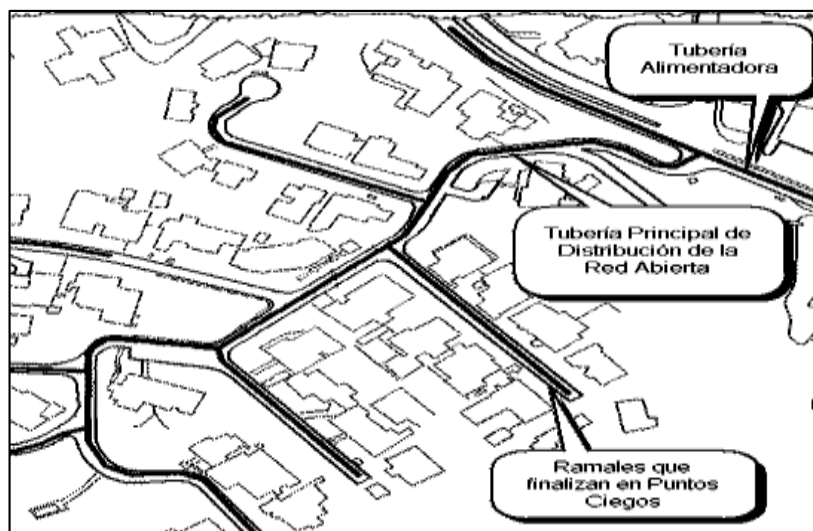 Tubería
Alimentadora
Tubería Principal de
Distribución de la
Red Abierta
Ramales que
finalizan en Puntos
Ciegos